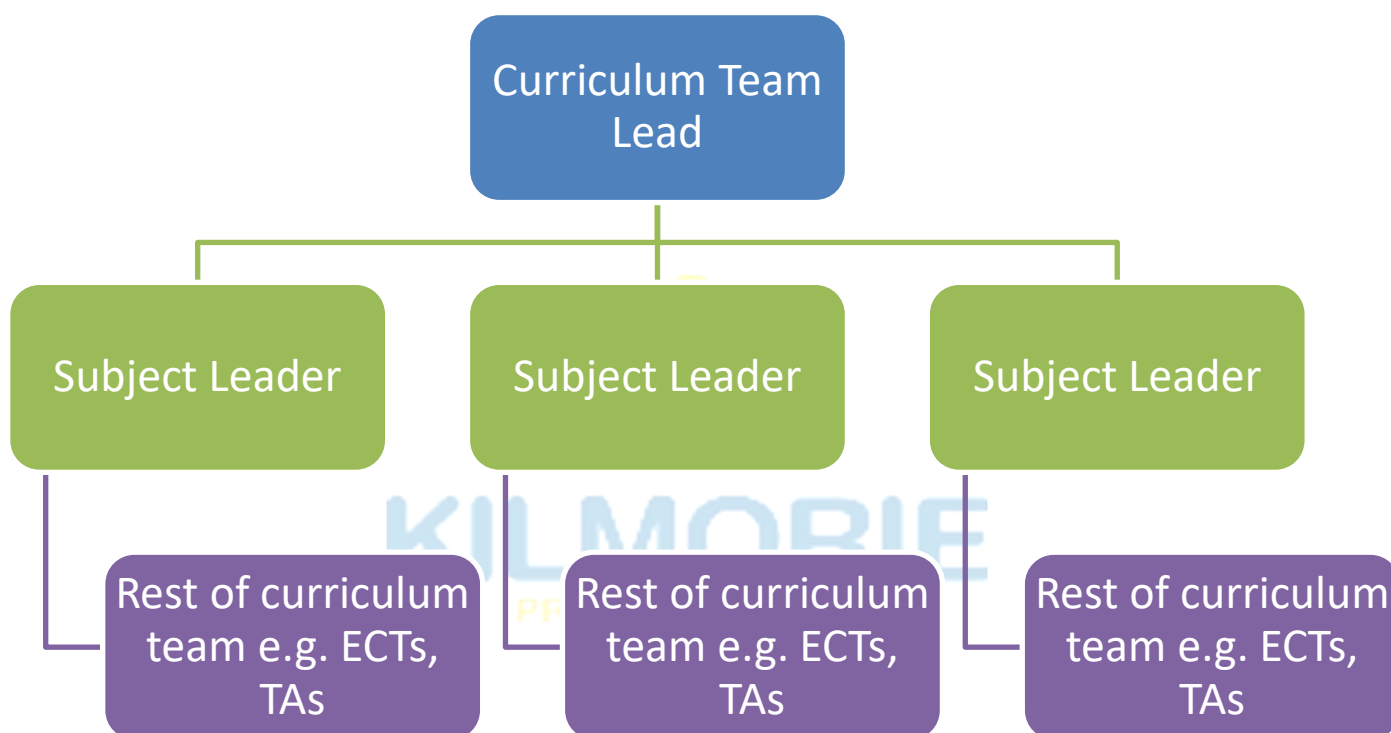 Curriculum Team
Lead
Subject Leader
Subject Leader
Subject Leader
KILMORIE
Rest of curriculum
team e.g. ECTs,
TAs
Rest of curriculum
team e.g. ECTs,
TAs
Rest of curriculum
team e.g. ECTs,
TAs